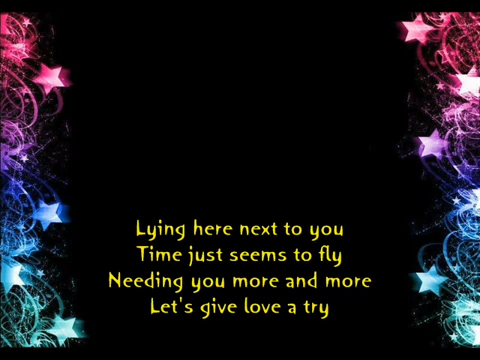 Lying here next to you
Time just seems to fly
Needing you more and more
Let's give love a try